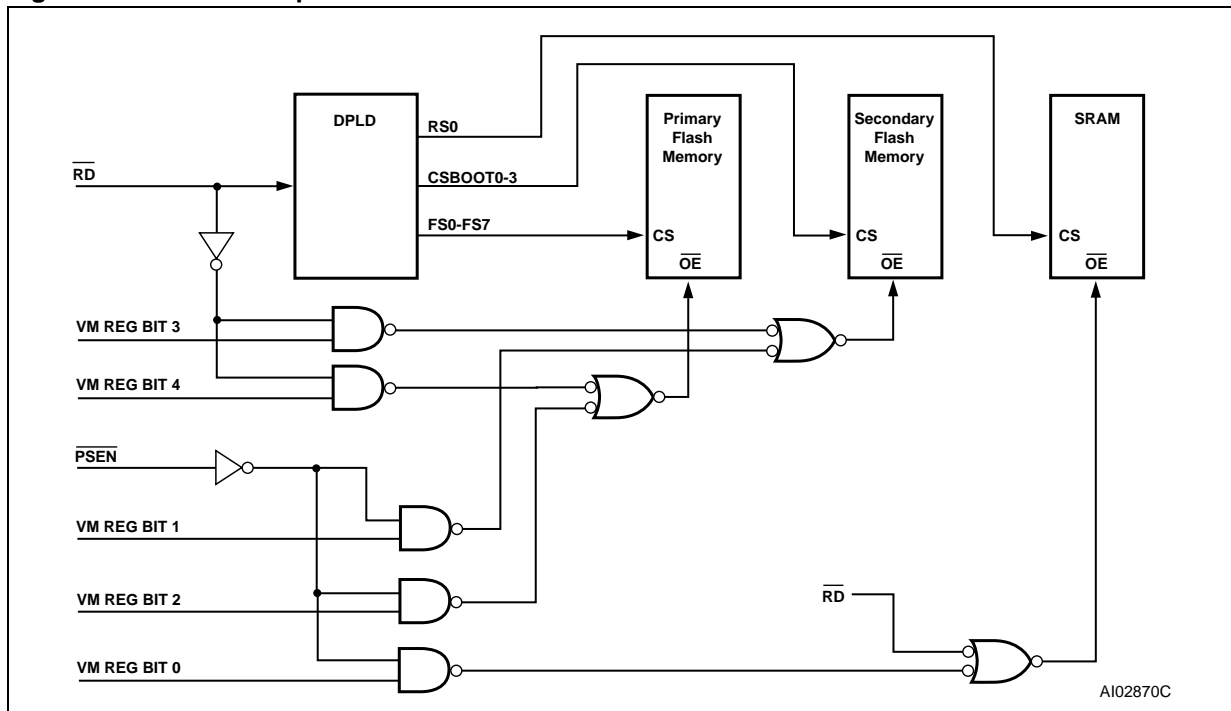 DPLD
RS0
CSBOOT0-3
FS0-FS7
Primary
Flash
Memory
CS
OE
Secondary
Flash
Memory
CS
OE
SRAM
CS
OE
RD
VM REG BIT 3
VM REG BIT 4
PSEN
VM REG BIT 1
VM REG BIT 2
VM REG BIT 0
RD
AI02870C